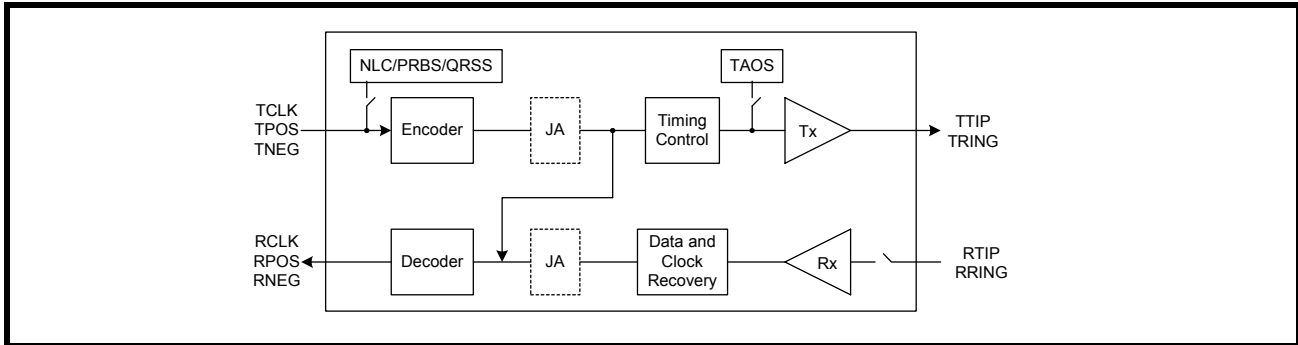 NLC/PRBS/QRSS
TAOS
TCLK
TPOS
TNEG
Encoder
JA
Timing
Control
Tx
TTIP
TRING
RCLK
RPOS
RNEG
Decoder
JA
Data and
Clock
Recovery
Rx
RTIP
RRING